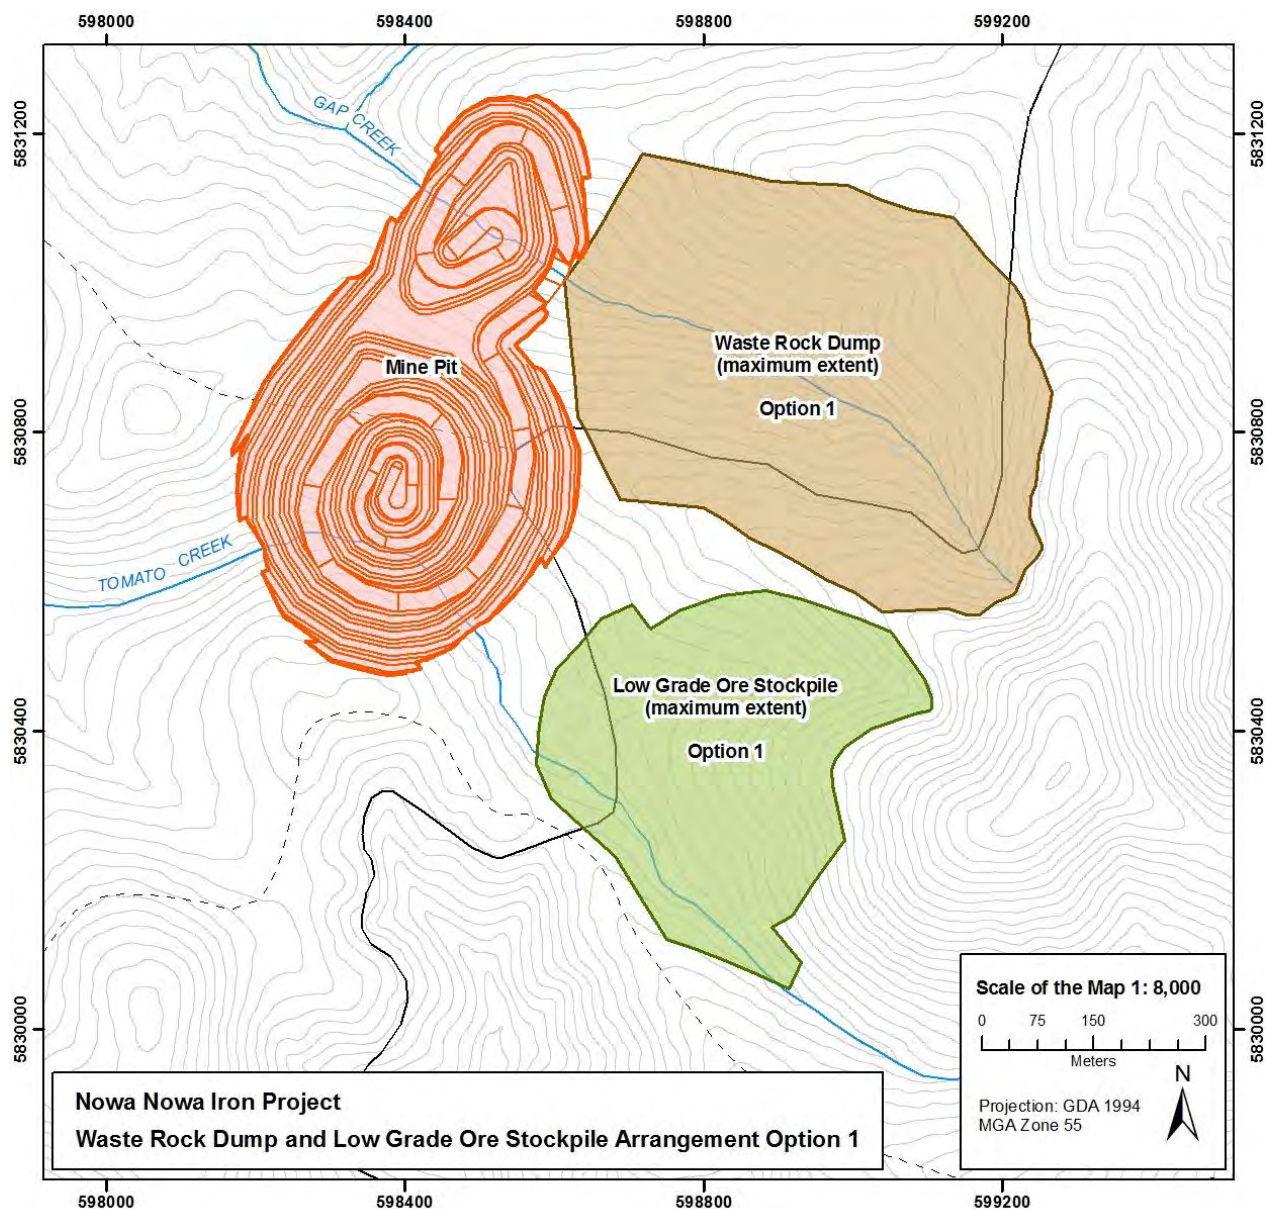 598000
598400
598800
599200
5831200
5831200
GAP CREEK
Waste Rock Dump
(maximum extent)
Option 1
Mine Pit
5830800
5830800
TOMATO CREEK
Low Grade Ore Stockpile
(maximum extent)
Option 1
5830400
5830400
5830000
5830000
Scale of the Map 1: 8,000
0 75 150 300
Meters
N
Projection: GDA 1994
MGA Zone 55
Nowa Nowa Iron Project
Waste Rock Dump and Low Grade Ore Stockpile Arrangement Option 1
598000
598400
598800
599200